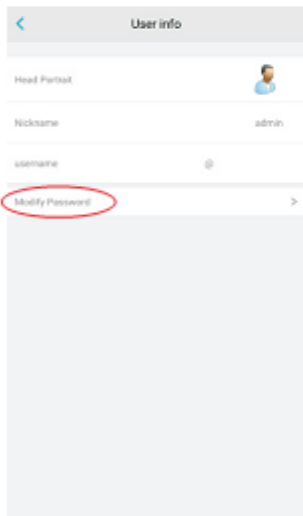 User info
Head Portrait
Nickname admin
username @
Modify Password